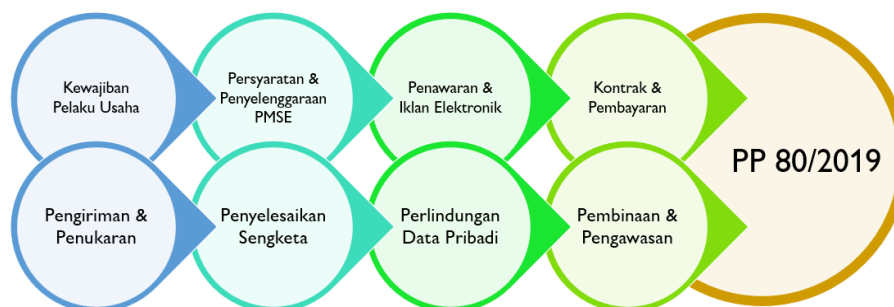 Kewajiban
Pelaku Usaha
Persyaratan &
Penyelenggaraan
PMSE
Penawaran &
Iklan Elektronik
Kontrak &
Pembayaran
PP 80/2019
Pengiriman &
Penukaran
Penyelesaikan
Sengketa
Perlindungan
Data Pribadi
Pembinaan &
Pengawasan